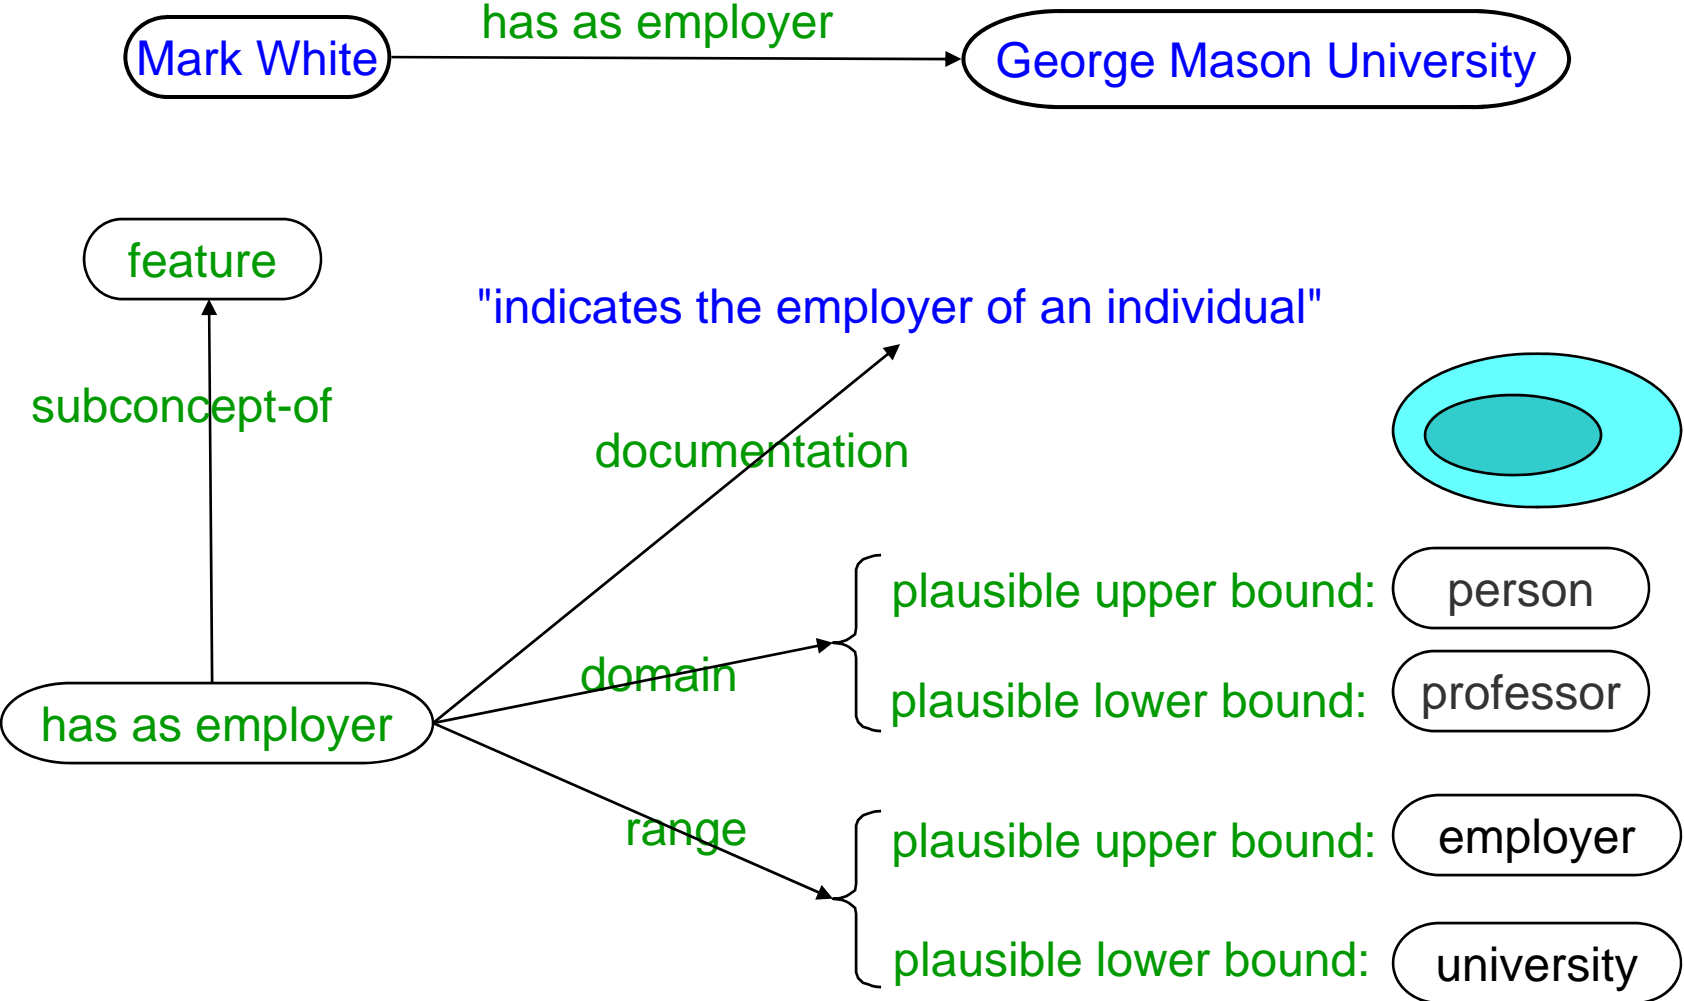 has as employer
Mark White
George Mason University
feature
"indicates the employer of an individual"
subconcept-of
documentation
plausible upper bound: person
domain
plausible lower bound: professor
has as employer
range
plausible upper bound: employer
plausible lower bound: university